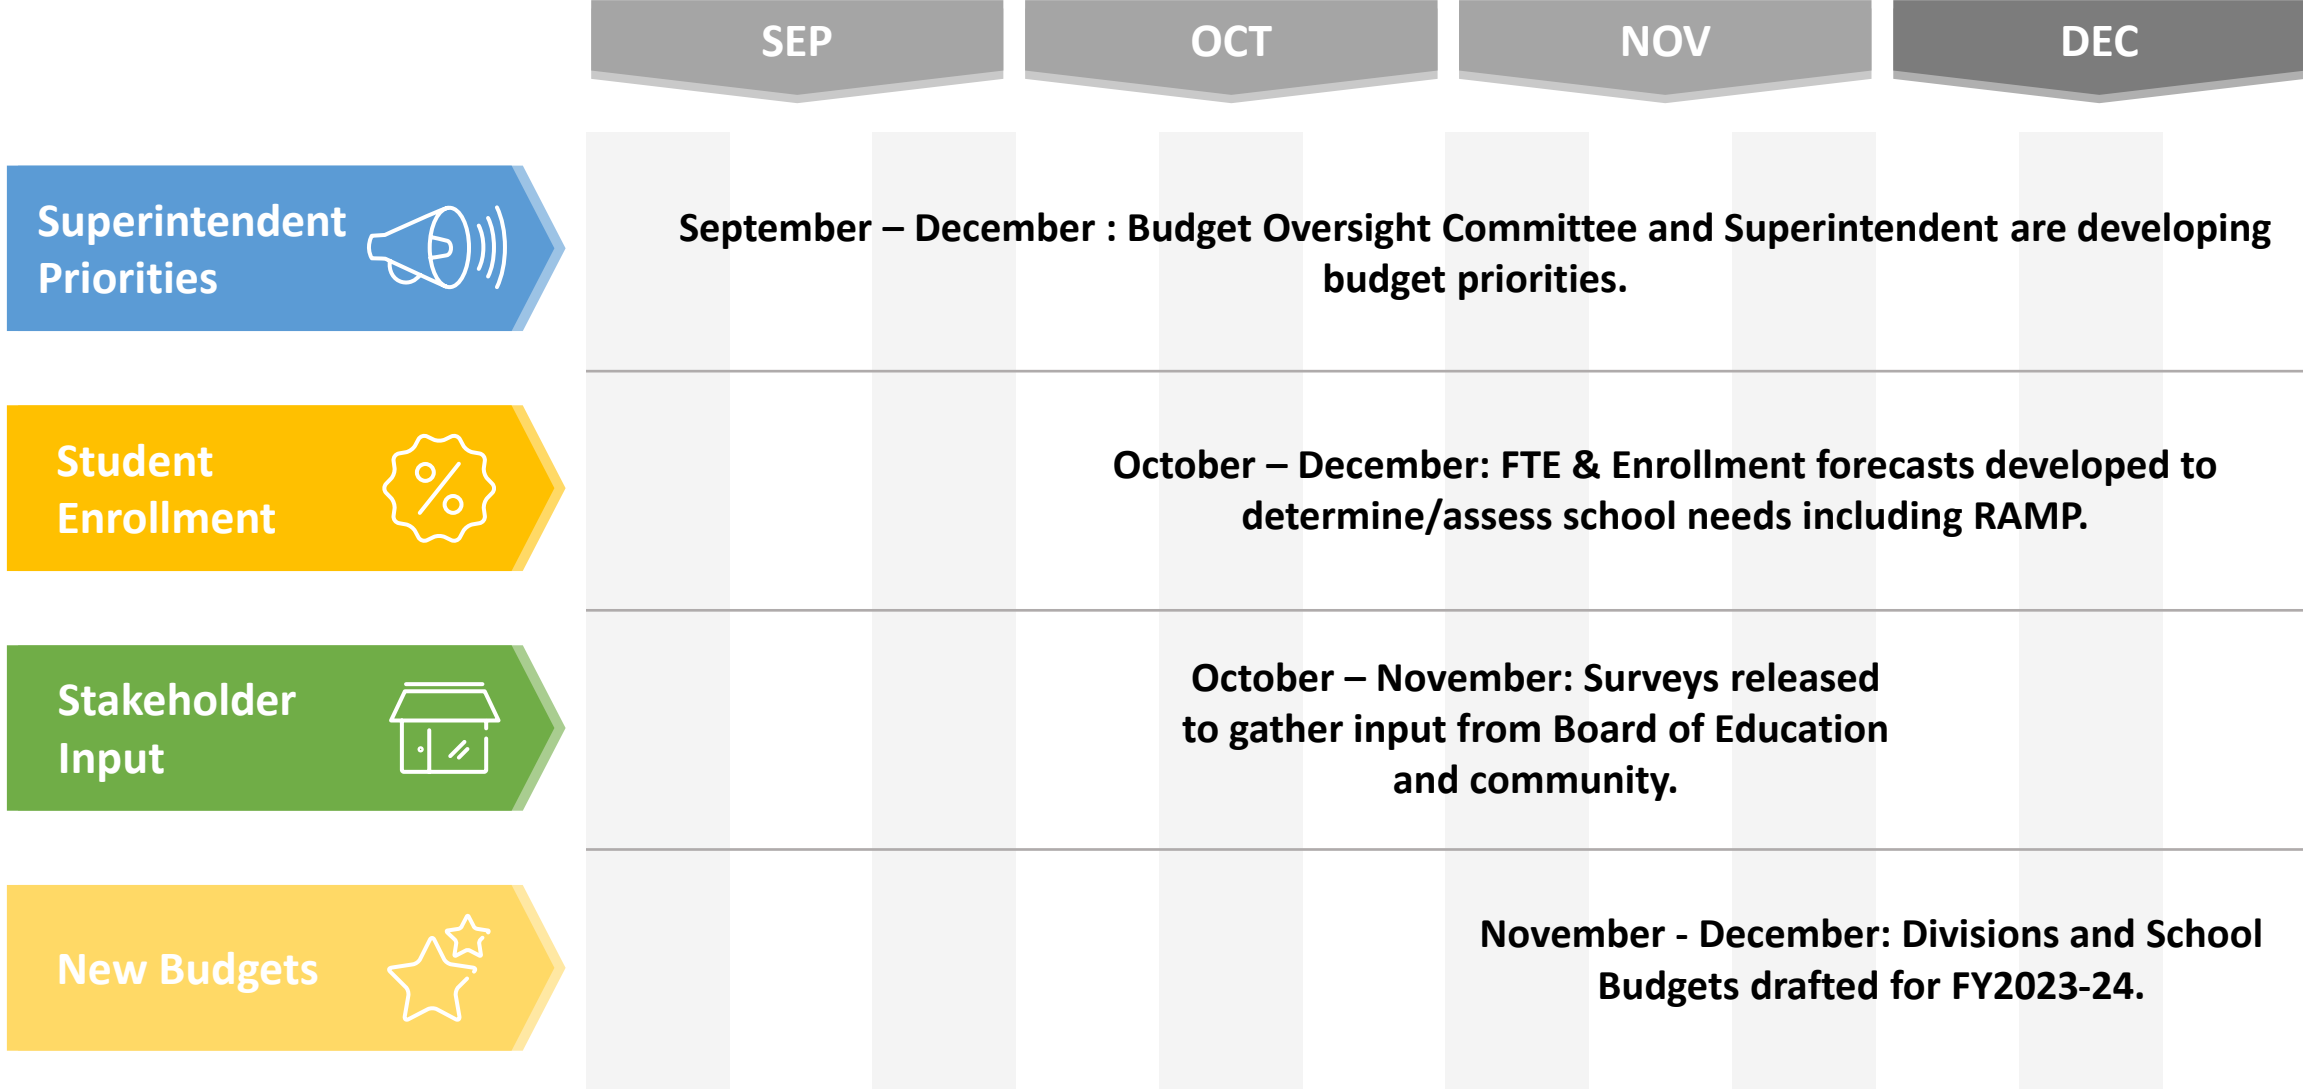 SEP
OCT
NOV
DEC
Superintendent
Priorities
September – December : Budget Oversight Committee and Superintendent are developing
budget priorities.
Student
Enrollment
October – December: FTE & Enrollment forecasts developed to
determine/assess school needs including RAMP.
Stakeholder
Input
October – November: Surveys released
to gather input from Board of Education
and community.
New Budgets
November - December: Divisions and School
Budgets drafted for FY2023-24.